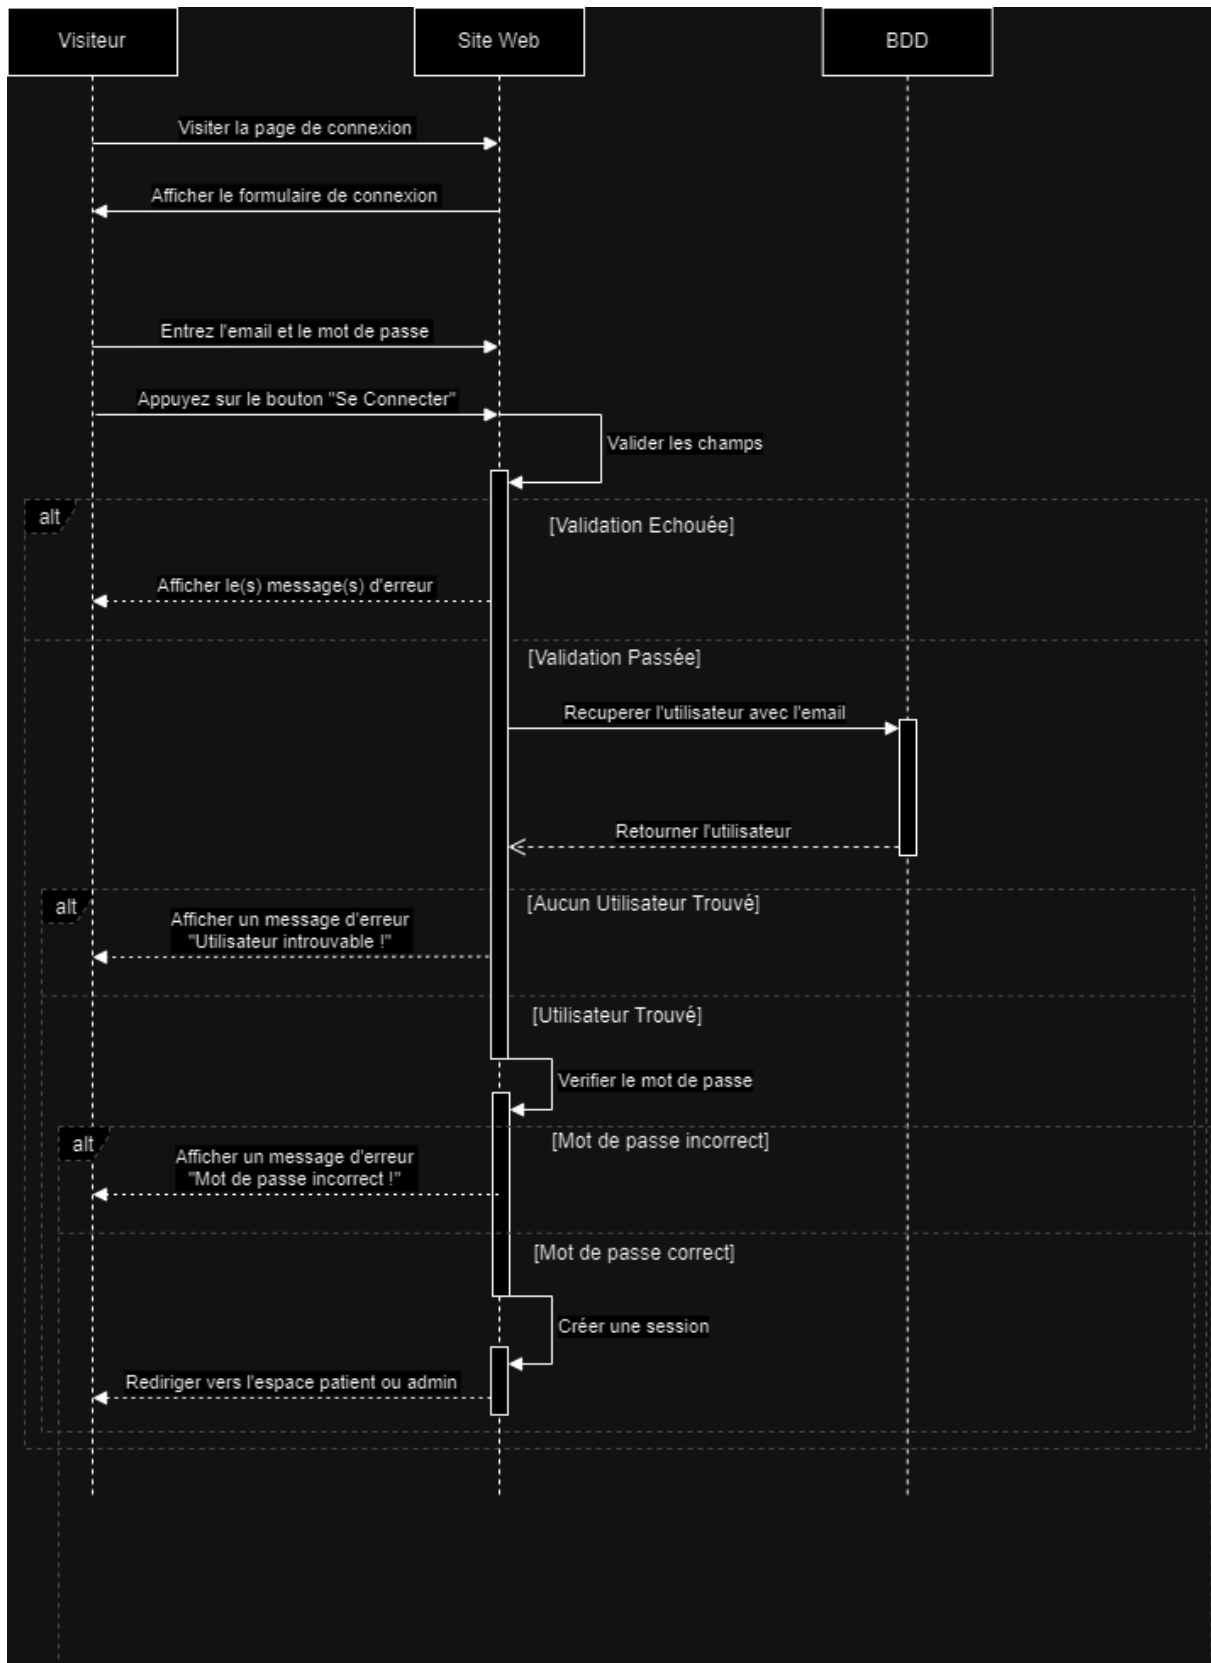 Visiteur
Site Web
BDD
Visiter la page de connexion
Afficher le formulaire de connexion
Entrez l'email et le mot de passe
Appuyez sur le bouton "Se Connecter"
Valider les champs
alt
[Validation Echouée]
Afficher le(s) message(s) d'erreur
[Validation Passée]
Recuperer l'utilisateur avec l'email
Retourner l'utilisateur
alt
[Aucun Utilisateur Trouvé]
Afficher un message d'erreur
"Utilisateur introuvable !"
[Utilisateur Trouvé]
Verifier le mot de passe
alt
[Mot de passe incorrect]
Afficher un message d'erreur
"Mot de passe incorrect !"
[Mot de passe correct]
Créer une session
Rediriger vers l'espace patient ou admin